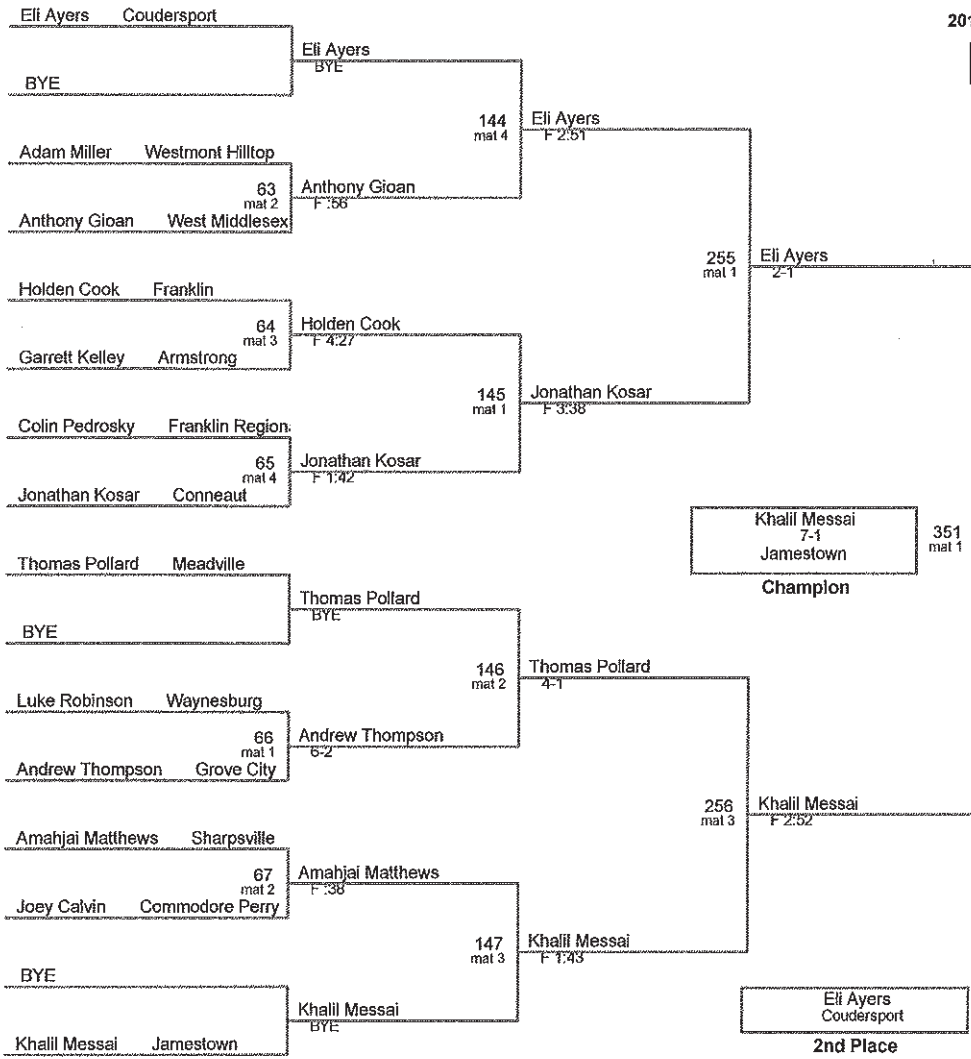 Eli Ayers Coudersport
201
Eli Ayers
BYE
BYE
144
mat 4
Eli Ayers
F 2:51
Adam Miller Westmont Hilltop
63
mat 2
Anthony Gioan
F :56
Anthony Gioan West Middlesex
255
mat 1
Eli Ayers
2-1
Holden Cook Franklin
64
mat 3
Holden Cook
F 4:27
Garrett Kelley Armstrong
145
mat 1
Jonathan Kosar
F 3:38
Colin Pedrosky Franklin Region
65
mat 4
Jonathan Kosar
F 1:42
Jonathan Kosar Conneaut
Khalil Messai
7-1
Jamestown
351
mat 1
Champion
Thomas Pollard Meadville
Thomas Pollard
BYE
BYE
146
mat 2
Thomas Pollard
4-1
Luke Robinson Waynesburg
66
mat 1
Andrew Thompson
6-2
Andrew Thompson Grove City
256
mat 3
Khalil Messai
F 2:52
Amahjai Matthews Sharpsville
67
mat 2
Amahjai Matthews
F :38
Joey Calvin Commodore Perry
147
mat 3
Khalil Messai
F 1:43
BYE
Khalil Messai
BYE
Khalil Messai Jamestown
Eli Ayers
Coudersport
2nd Place